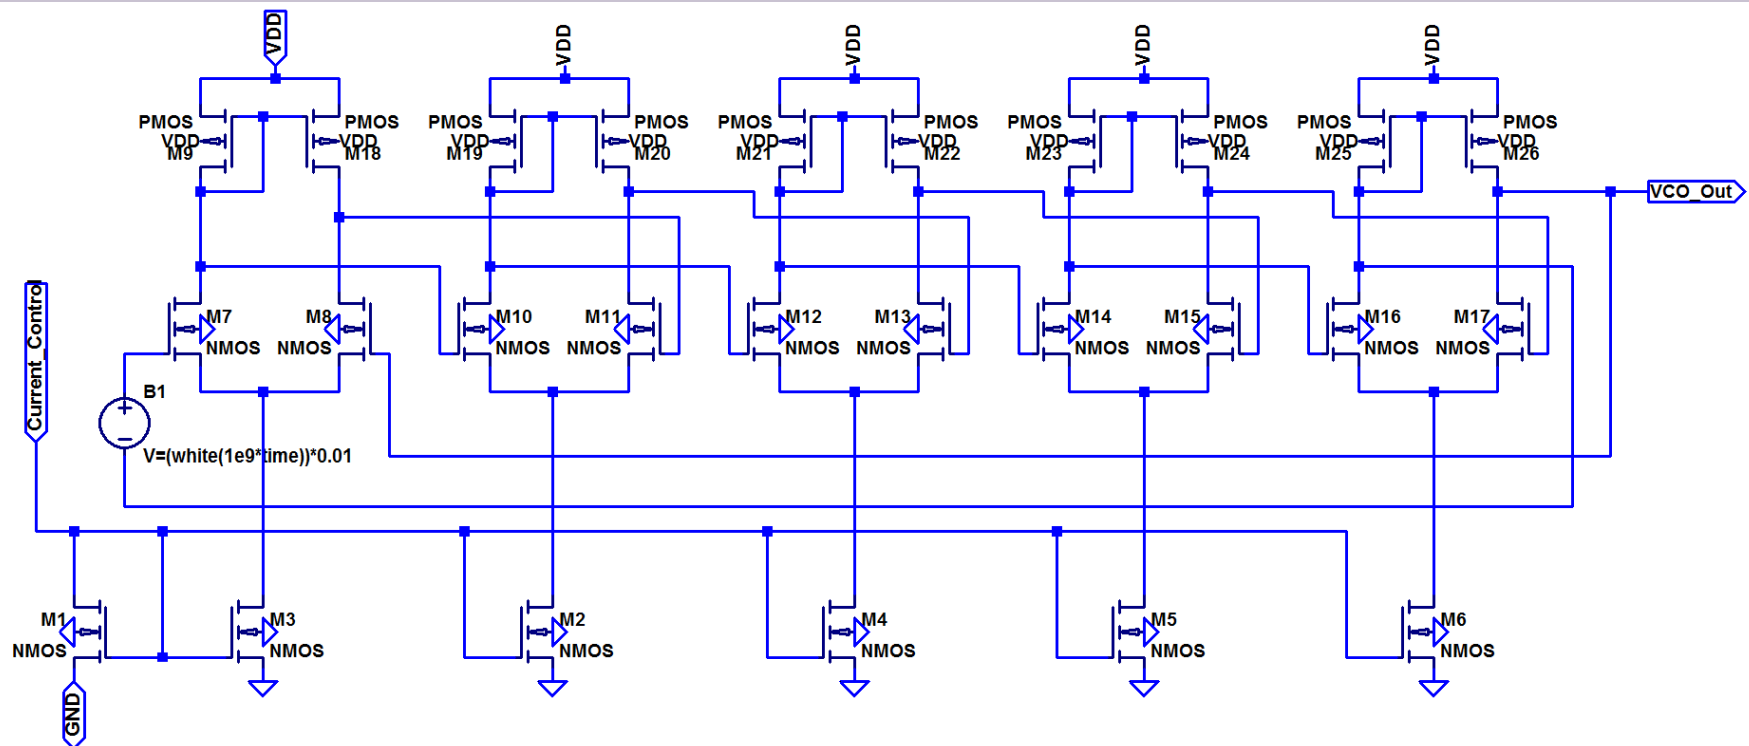 VDD
VDD
VDD
VDD
VDD
PMOS
VDD
M9
PMOS
VDD
M18
PMOS
VDD
M19
PMOS
VDD
M20
PMOS
VDD
M21
PMOS
VDD
M22
PMOS
VDD
M23
PMOS
VDD
M24
PMOS
VDD
M25
PMOS
VDD
M26
VCO_Out
Current_Control
M7
NMOS
M8
NMOS
M10
NMOS
M11
NMOS
M12
NMOS
M13
NMOS
M14
NMOS
M15
NMOS
M16
NMOS
M17
NMOS
B1
V=(white(1e9*time))*0.01
M1
NMOS
M3
NMOS
M2
NMOS
M4
NMOS
M5
NMOS
M6
NMOS
GND